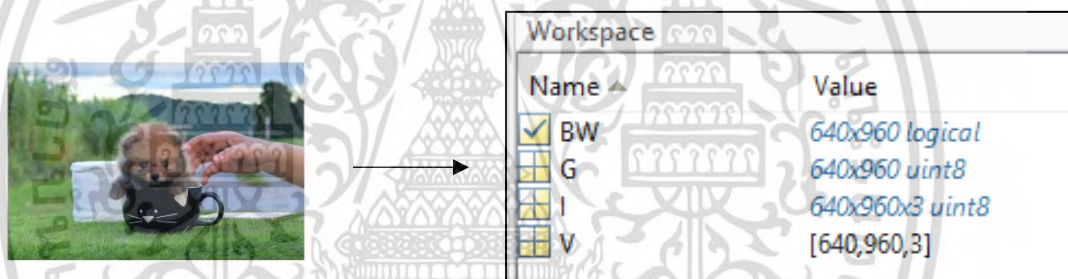 Workspace
Name Value
BW 640x960 logical
G 640x960 uint8
I 640x960x3 uint8
V [640,960,3]